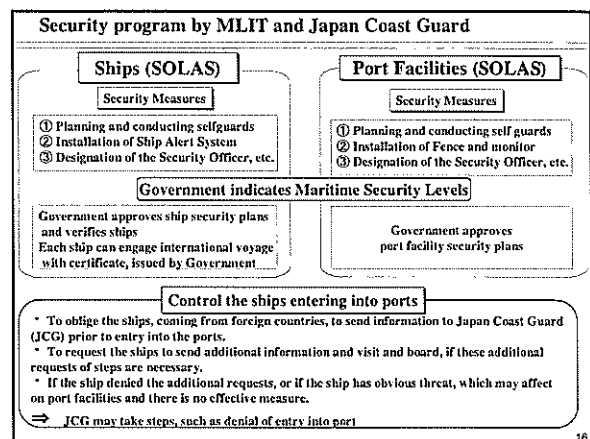 Security program by MLIT and Japan Coast Guard
Ships (SOLAS)
Security Measures
① Planning and conducting selfguards
② Installation of Ship Alert System
③ Designation of the Security Officer, etc.
Port Facilities (SOLAS)
Security Measures
① Planning and conducting self guards
② Installation of Fence and monitor
③ Designation of the Security Officer, etc.
Government indicates Maritime Security Levels
Government approves ship security plans
and verifies ships
Each ship can engage international voyage
with certificate, issued by Government
Government approves
port facility security plans
Control the ships entering into ports
* To oblige the ships, coming from foreign countries, to send information to Japan Coast Guard
(JCG) prior to entry into the ports.
* To request the ships to send additional information and visit and board, if these additional
requests of steps are necessary.
* If the ship denied the additional requests, or if the ship has obvious threat, which may affect
on port facilities and there is no effective measure.
⇒ JCG may take steps, such as denial of entry into port
16